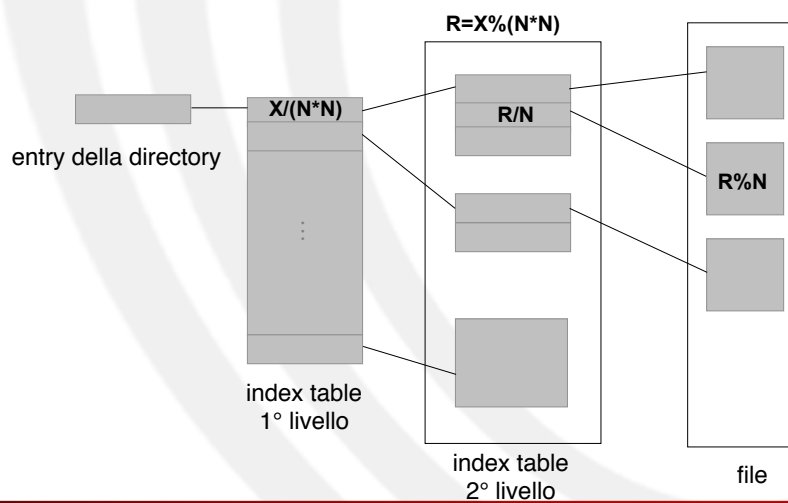 R=X%(N*N)
X/(N*N)
R/N
entry della directory
R%N
⋮
index table
1° livello
index table
2° livello
file